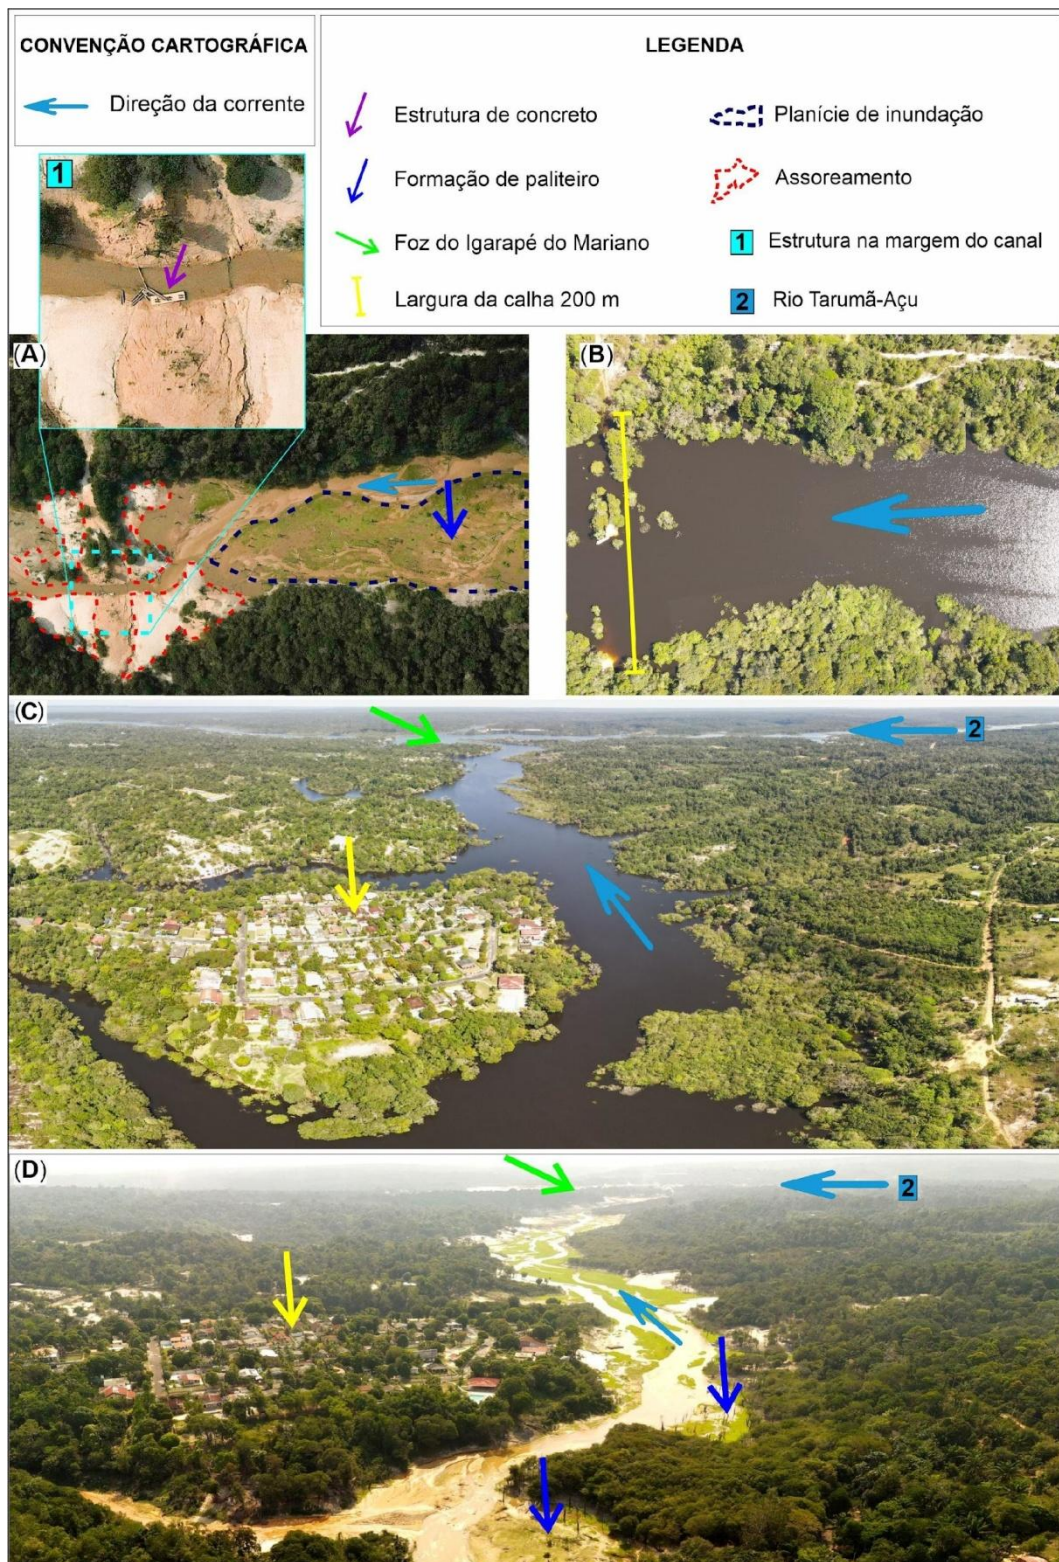 CONVENÇÃO CARTOGRÁFICA
Direção da corrente
LEGENDA
Estrutura de concreto
Formação de paliteiro
Foz do Igarapé do Mariano
Largura da calha 200 m
Planície de inundação
Assoreamento
1 Estrutura na margem do canal
2 Rio Tarumã-Açu
1
(A)
(B)
(C)
2
(D)
2